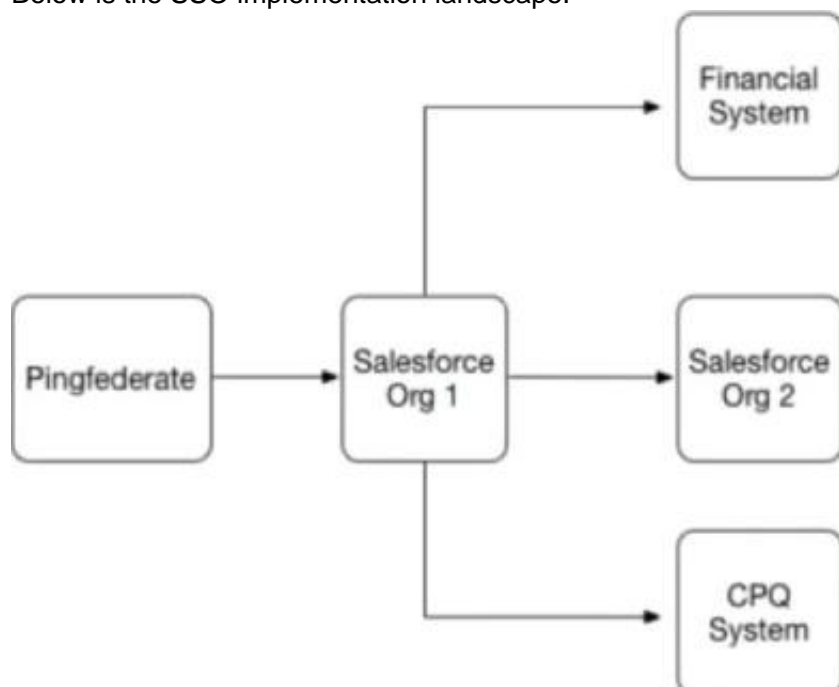 Below is the SSO implementation landscape.
Financial
System
Pingfederate
Salesforce
Org 1
Salesforce
Org 2
CPQ
System